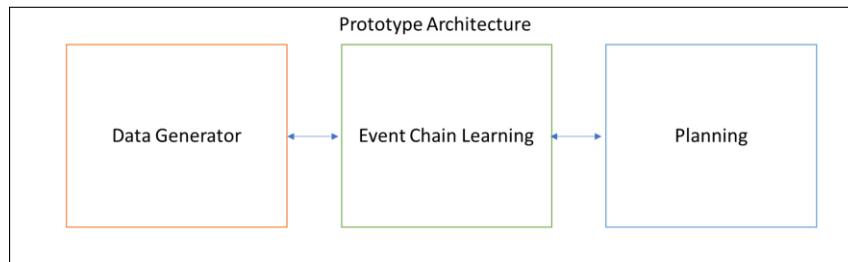 Prototype Architecture
Data Generator
Event Chain Learning
Planning